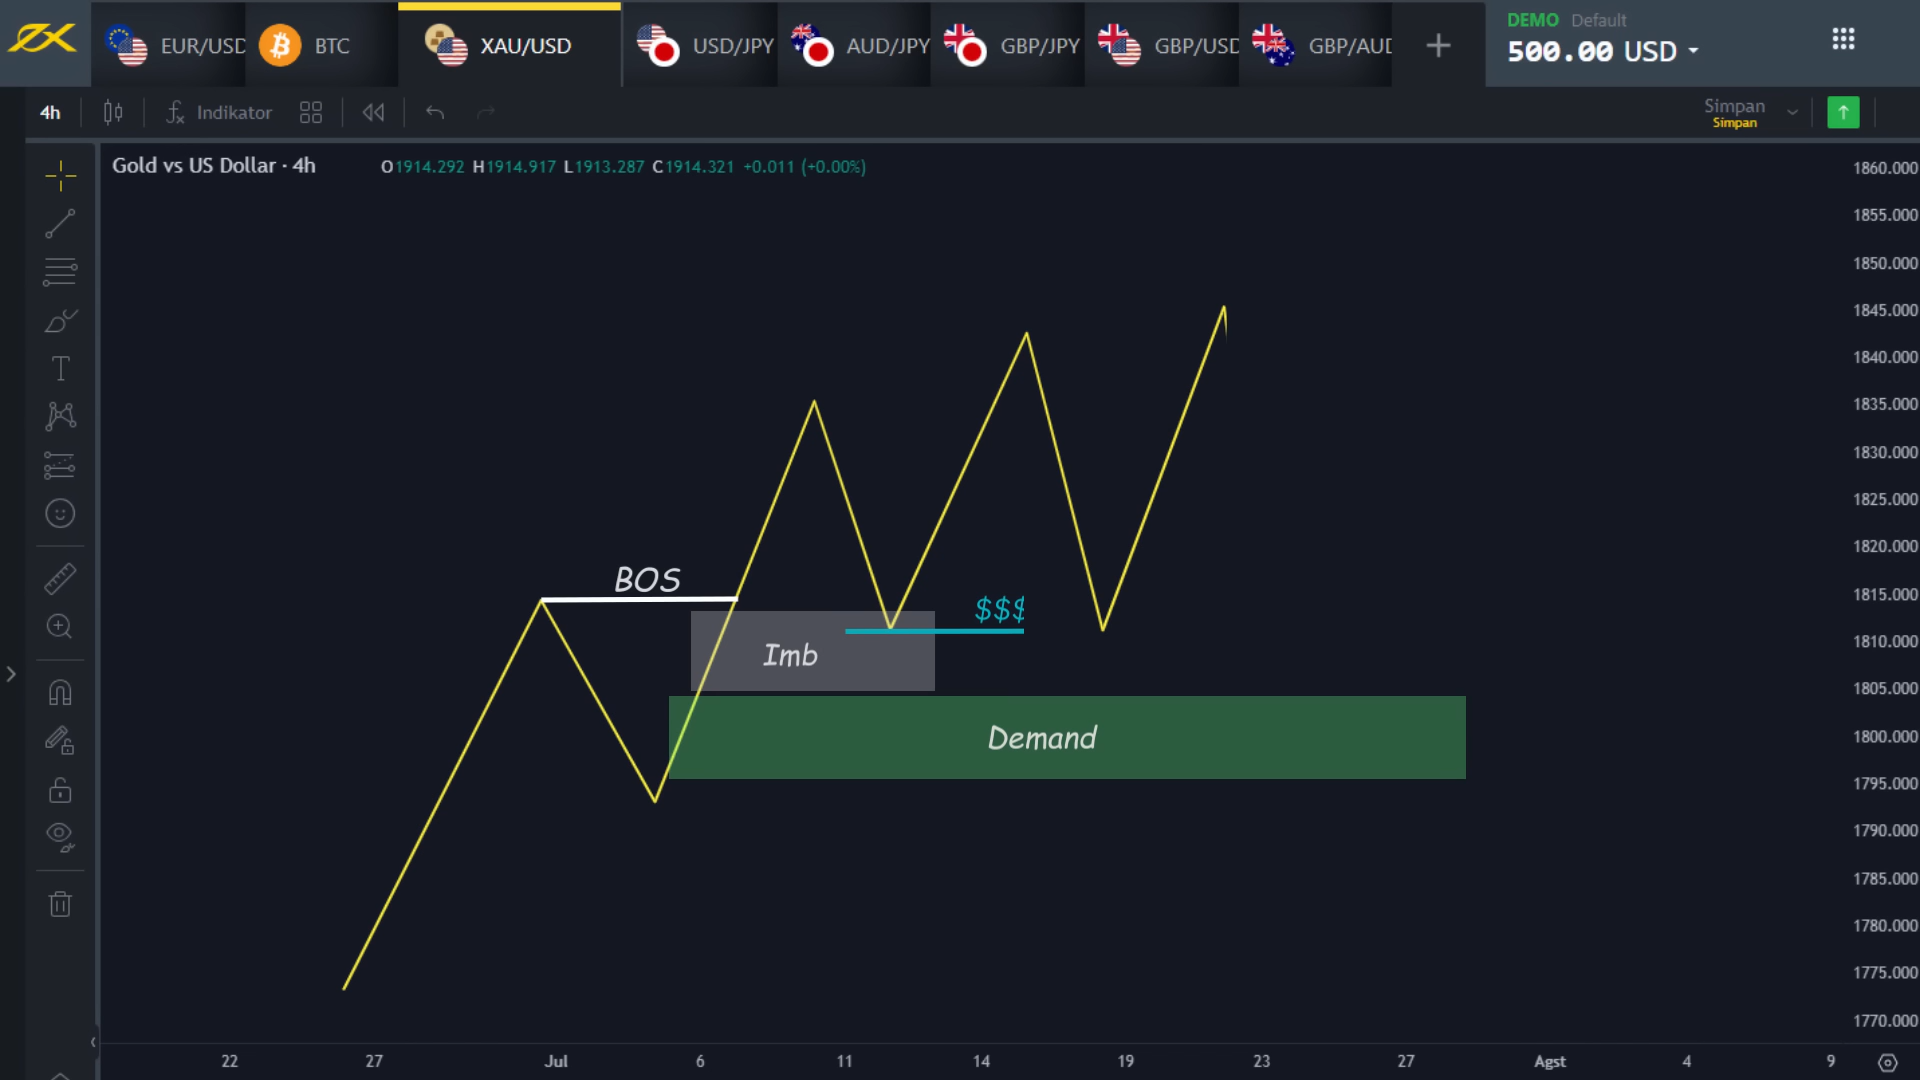 EUR/USD BTC XAU/USD USD/JPY AUD/JPY GBP/JPY GBP/USD GBP/AUD
DEMO Default
500.00 USD
4h Indikator Simpan
Simpan
Gold vs US Dollar · 4h O1914.292 H1914.917 L1913.287 C1914.321 +0.011 (+0.00%)
1860.000
1855.000
1850.000
1845.000
1840.000
1835.000
1830.000
1825.000
1820.000
BOS
1815.000
$$$
1810.000
Imb
1805.000
Demand
1800.000
1795.000
1790.000
1785.000
1780.000
1775.000
1770.000
22 27 Jul 6 11 14 19 23 27 Agst 4 9